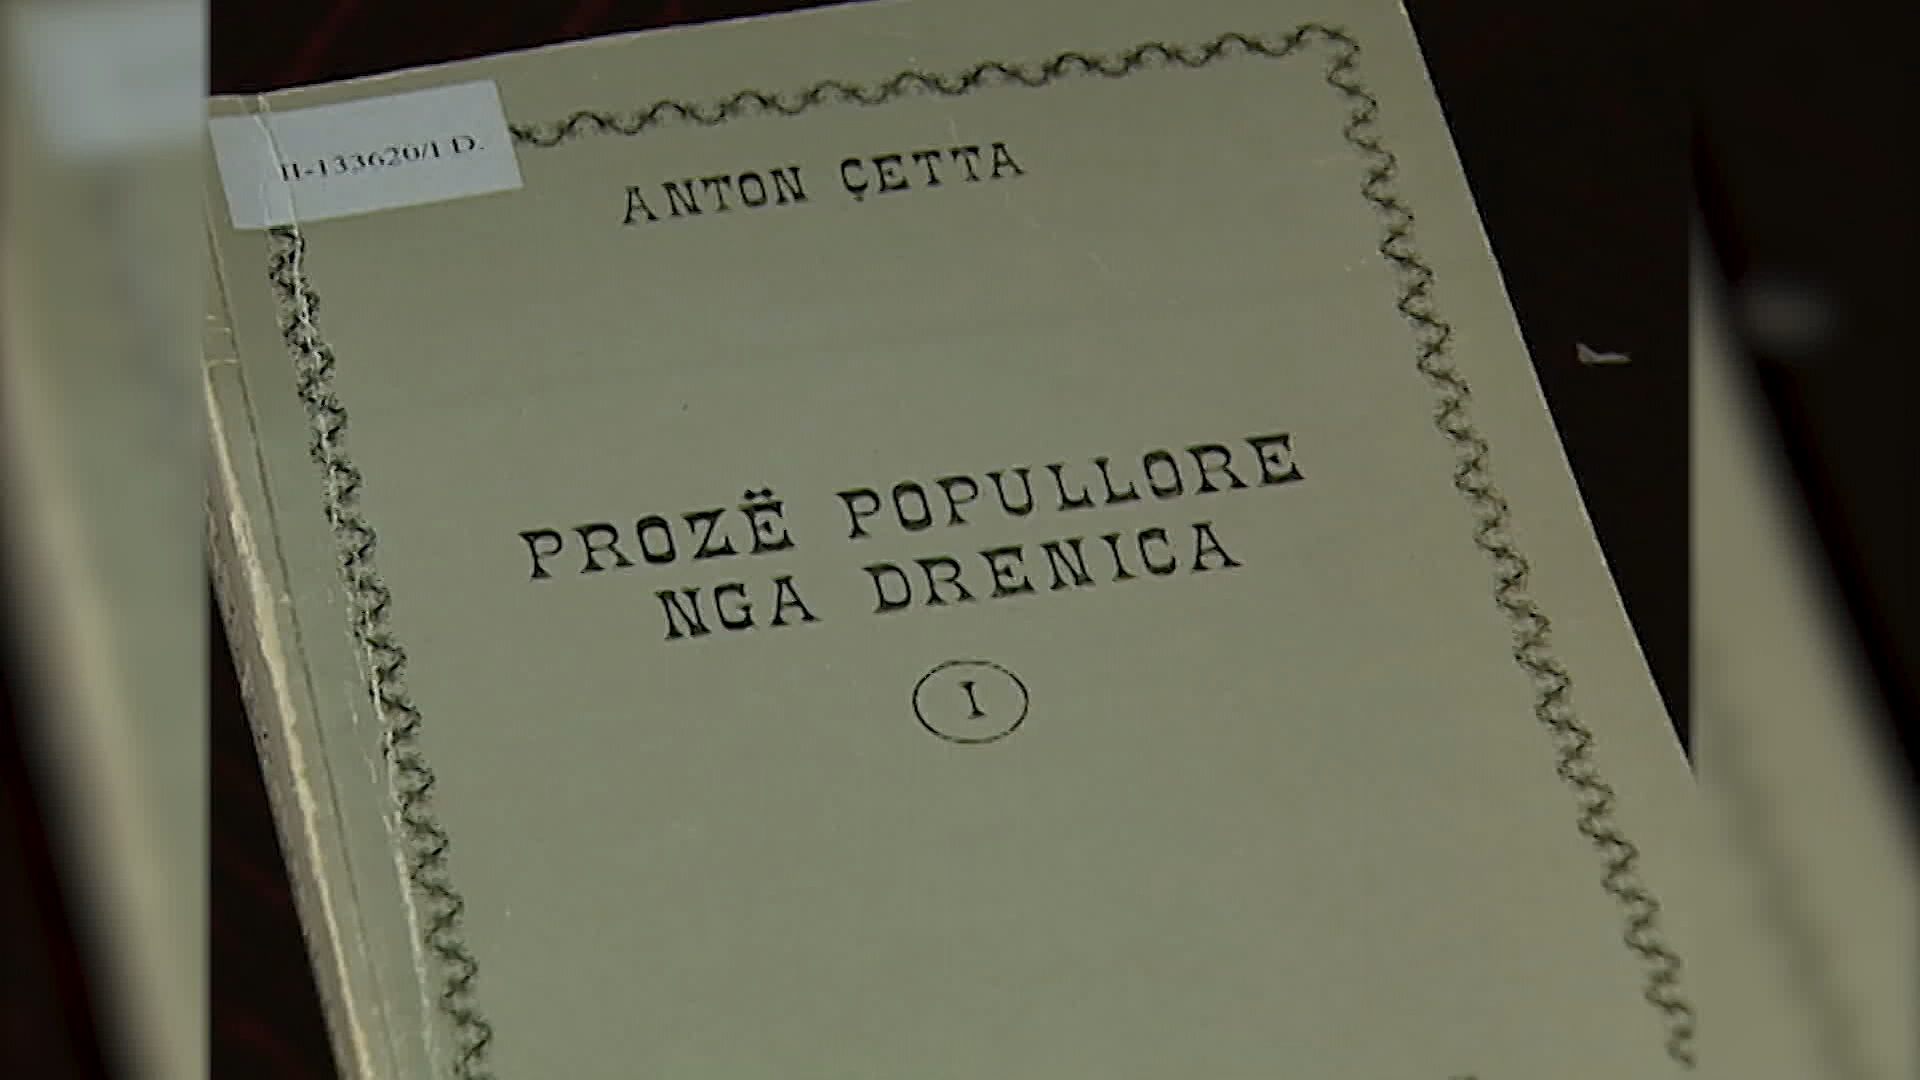 II-133620/I D.
ANTON ÇETTA
PROZË POPULLORE
NGA DRENICA
I